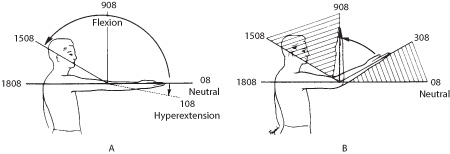 908
Flexion
1508
1808
08
Neutral
108
Hyperextension
A
908
1508
308
1808
08
Neutral
B